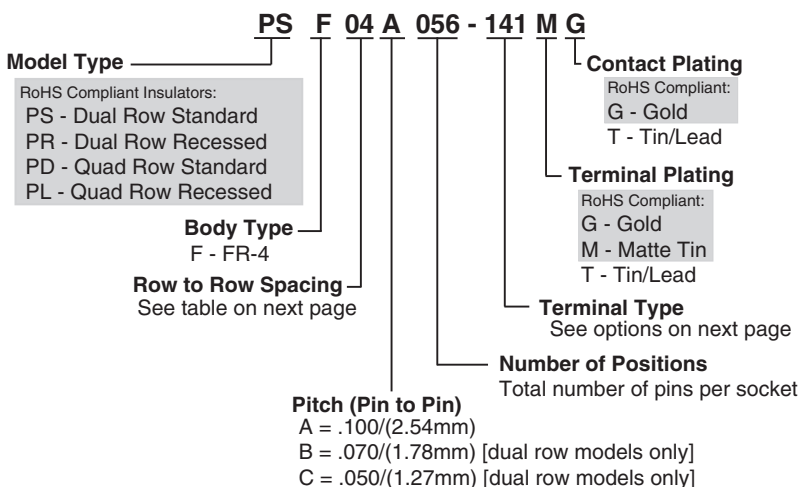 PS F 04 A 056 - 141 M G
Model Type
RoHS Compliant Insulators:
PS - Dual Row Standard
PR - Dual Row Recessed
PD - Quad Row Standard
PL - Quad Row Recessed
Body Type
F - FR-4
Row to Row Spacing
See table on next page
Pitch (Pin to Pin)
A = .100/(2.54mm)
B = .070/(1.78mm) [dual row models only]
C = .050/(1.27mm) [dual row models only]
Number of Positions
Total number of pins per socket
Terminal Type
See options on next page
Terminal Plating
RoHS Compliant:
G - Gold
M - Matte Tin
T - Tin/Lead
Contact Plating
RoHS Compliant:
G - Gold
T - Tin/Lead